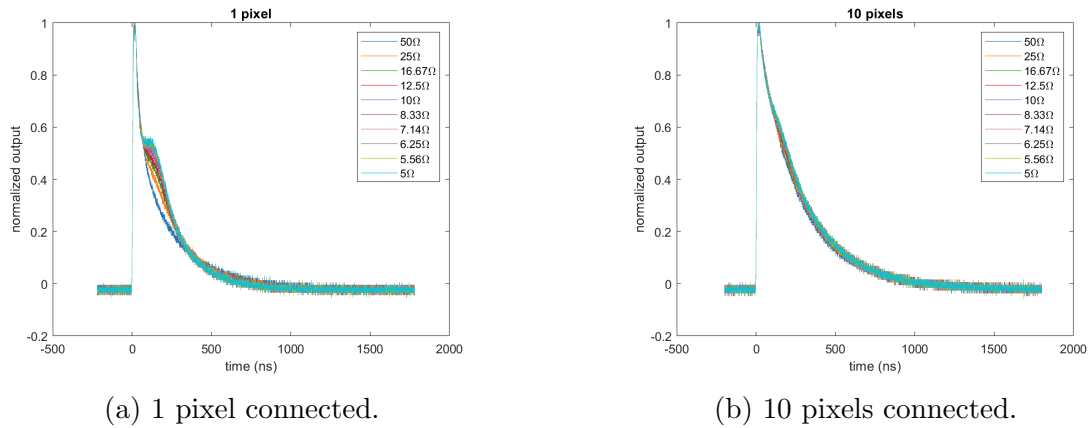 1 pixel
1
0.8
0.6
0.4
0.2
0
-0.2
normalized output
-500
0
500
1000
1500
2000
time (ns)
50Ω
25Ω
16.67Ω
12.5Ω
10Ω
8.33Ω
7.14Ω
6.25Ω
5.56Ω
5Ω
(a) 1 pixel connected.
10 pixels
1
0.8
0.6
0.4
0.2
0
-0.2
normalized output
-500
0
500
1000
1500
2000
time (ns)
50Ω
25Ω
16.67Ω
12.5Ω
10Ω
8.33Ω
7.14Ω
6.25Ω
5.56Ω
5Ω
(b) 10 pixels connected.